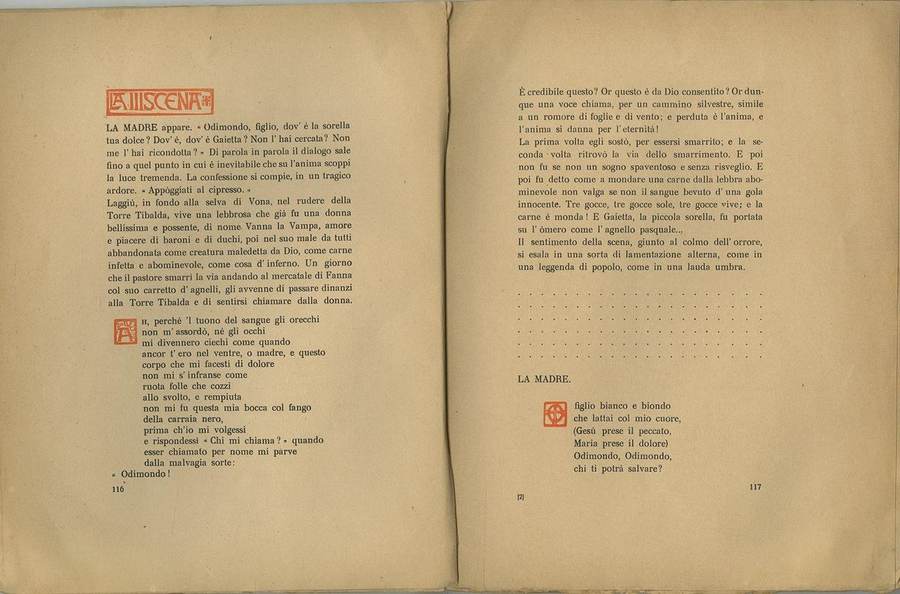 LA III SCENA
LA MADRE appare. « Odimondo, figlio, dov' é la sorella
tua dolce? Dov' é, dov' é Gaietta? Non l' hai cercata? Non
me l' hai ricondotta? » Di parola in parola il dialogo sale
fino a quel punto in cui é inevitabile che su l'anima scoppi
la luce tremenda. La confessione si compie, in un tragico
ardore. « Appòggiati al cipresso. »
Laggiù, in fondo alla selva di Vona, nel rudere della
Torre Tibalda, vive una lebbrosa che già fu una donna
bellissima e possente, di nome Vanna la Vampa, amore
e piacere di baroni e di duchi, poi nel suo male da tutti
abbandonata come creatura maledetta da Dio, come carne
infetta e abominevole, come cosa d' inferno. Un giorno
che il pastore smarrì la via andando al mercatale di Fanna
col suo carretto d' agnelli, gli avvenne di passare dinanzi
alla Torre Tibalda e di sentirsi chiamare dalla donna.
AH, perché 'l tuono del sangue gli orecchi
non m' assordò, né gli occhi
mi divennero ciechi come quando
ancor t' ero nel ventre, o madre, e questo
corpo che mi facesti di dolore
non mi s' infranse come
ruota folle che cozzi
allo svolto, e rempiuta
non mi fu questa mia bocca col fango
della carraia nero,
prima ch'io mi volgessi
e rispondessi « Chi mi chiama? » quando
esser chiamato per nome mi parve
dalla malvagia sorte:
« Odimondo!
116
È credibile questo? Or questo é da Dio consentito? Or dun-
que una voce chiama, per un cammino silvestre, simile
a un romore di foglie e di vento; e perduta è l'anima, e
l'anima si danna per l'eternità!
La prima volta egli sostò, per essersi smarrito; e la se-
conda volta ritrovò la via dello smarrimento. E poi
non fu se non un sogno spaventoso e senza risveglio. E
poi fu detto come a mondare una carne dalla lebbra abo-
minevole non valga se non il sangue bevuto d' una gola
innocente. Tre gocce, tre gocce sole, tre gocce vive; e la
carne é monda! E Gaietta, la piccola sorella, fu portata
su l' òmero come l' agnello pasquale...
Il sentimento della scena, giunto al colmo dell' orrore,
si esala in una sorta di lamentazione alterna, come in
una leggenda di popolo, come in una lauda umbra.
LA MADRE.
O figlio bianco e biondo
che lattai col mio cuore,
(Gesù prese il peccato,
Maria prese il dolore)
Odimondo, Odimondo,
chi ti potrà salvare?
117
[7]